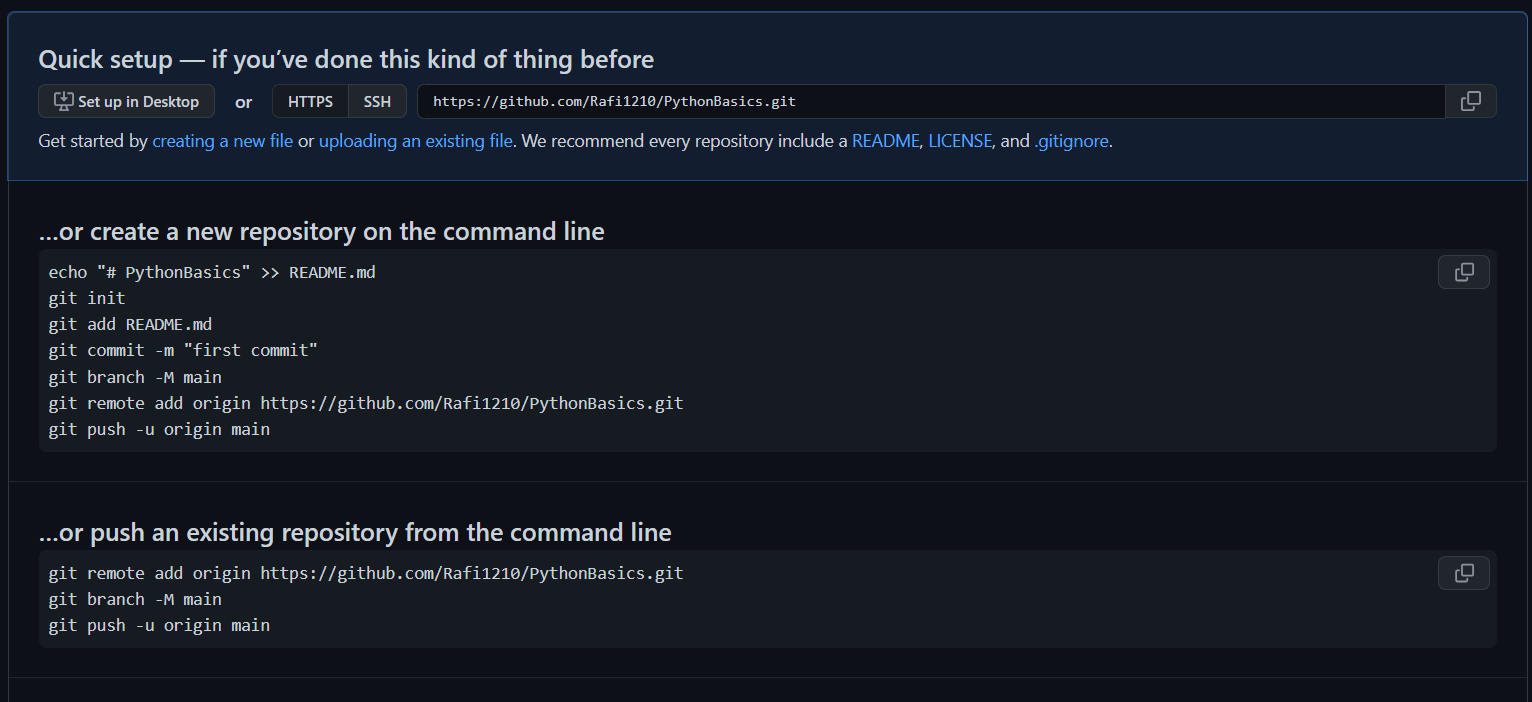 Quick setup — if you’ve done this kind of thing before
Set up in Desktop or HTTPS SSH https://github.com/Rafi1210/PythonBasics.git
Get started by creating a new file or uploading an existing file. We recommend every repository include a README, LICENSE, and .gitignore.
…or create a new repository on the command line
echo "# PythonBasics" >> README.md
git init
git add README.md
git commit -m "first commit"
git branch -M main
git remote add origin https://github.com/Rafi1210/PythonBasics.git
git push -u origin main
…or push an existing repository from the command line
git remote add origin https://github.com/Rafi1210/PythonBasics.git
git branch -M main
git push -u origin main